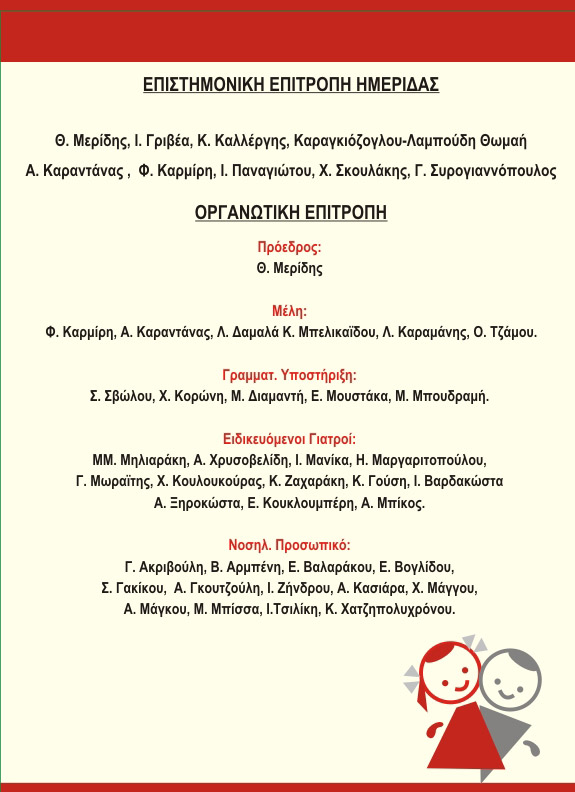 ΕΠΙΣΤΗΜΟΝΙΚΗ ΕΠΙΤΡΟΠΗ ΗΜΕΡΙΔΑΣ
Θ. Μερίδης, Ι. Γριβέα, Κ. Καλλέργης, Καραγκιόζογλου-Λαμπούδη Θωμαή
Α. Καραντάνας , Φ. Καρμίρη, Ι. Παναγιώτου, Χ. Σκουλάκης, Γ. Συρογιαννόπουλος
ΟΡΓΑΝΩΤΙΚΗ ΕΠΙΤΡΟΠΗ
Πρόεδρος:
Θ. Μερίδης
Μέλη:
Φ. Καρμίρη, Α. Καραντάνας, Λ. Δαμαλά Κ. Μπελικαϊδου, Λ. Καραμάνης, Ο. Τζάμου.
Γραμματ. Υποστήριξη:
Σ. Σβώλου, Χ. Κορώνη, Μ. Διαμαντή, Ε. Μουστάκα, Μ. Μπουδραμή.
Ειδικευόμενοι Γιατροί:
ΜΜ. Μηλιαράκη, Α. Χρυσοβελίδη, Ι. Μανίκα, Η. Μαργαριτοπούλου,
Γ. Μωραΐτης, Χ. Κουλουκούρας, Κ. Ζαχαράκη, Κ. Γούση, Ι. Βαρδακώστα
Α. Ξηροκώστα, Ε. Κουκλουμπέρη, Α. Μπίκος.
Νοσηλ. Προσωπικό:
Γ. Ακριβούλη, Β. Αρμπένη, Ε. Βαλαράκου, Ε. Βογλίδου,
Σ. Γακίκου, Α. Γκουτζούλη, Ι. Ζήνδρου, Α. Κασιάρα, Χ. Μάγγου,
Α. Μάγκου, Μ. Μπίσσα, Ι.Τσιλίκη, Κ. Χατζηπολυχρόνου.